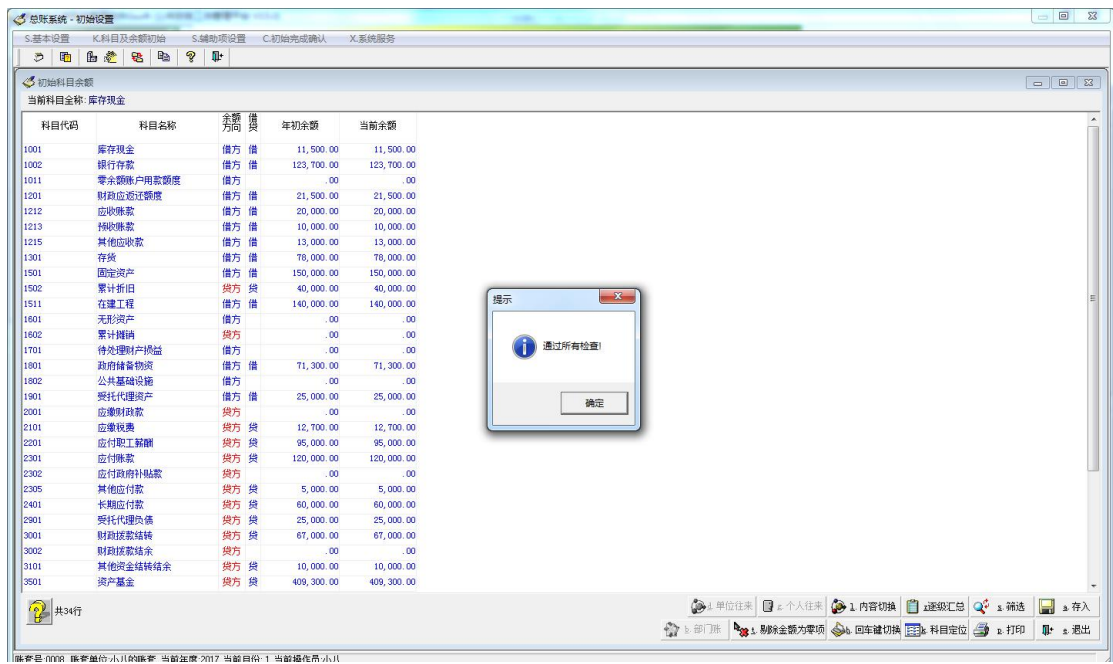 总账系统 - 初始设置
S.基本设置 K.科目及余额初始 S.辅助项设置 C.初始完成确认 X.系统服务
初始科目余额
当前科目全称: 库存现金
科目代码 科目名称 余额方向 借贷 年初余额 当前余额
1001 库存现金 借方 借 11,500.00 11,500.00
1002 银行存款 借方 借 123,700.00 123,700.00
1011 零余额账户用款额度 借方 .00 .00
1201 财政应返还额度 借方 借 21,500.00 21,500.00
1212 应收账款 借方 借 20,000.00 20,000.00
1213 预收账款 借方 借 10,000.00 10,000.00
1215 其他应收款 借方 借 13,000.00 13,000.00
1301 存货 借方 借 78,000.00 78,000.00
1501 固定资产 借方 借 150,000.00 150,000.00
1502 累计折旧 贷方 贷 40,000.00 40,000.00
1511 在建工程 借方 借 140,000.00 140,000.00
1601 无形资产 借方 .00 .00
1602 累计摊销 贷方 .00 .00
1701 待处理财产损益 借方 .00 .00
1801 政府储备物资 借方 借 71,300.00 71,300.00
1802 公共基础设施 借方 .00 .00
1901 受托代理资产 借方 借 25,000.00 25,000.00
2001 应缴财政款 贷方 .00 .00
2101 应缴税费 贷方 贷 12,700.00 12,700.00
2201 应付职工薪酬 贷方 贷 95,000.00 95,000.00
2301 应付账款 贷方 贷 120,000.00 120,000.00
2302 应付政府补贴款 贷方 .00 .00
2305 其他应付款 贷方 贷 5,000.00 5,000.00
2401 长期应付款 贷方 贷 60,000.00 60,000.00
2901 受托代理负债 贷方 贷 25,000.00 25,000.00
3001 财政拨款结转 贷方 贷 67,000.00 67,000.00
3002 财政拨款结余 贷方 .00 .00
3101 其他资金结转结余 贷方 贷 10,000.00 10,000.00
3501 资产基金 贷方 贷 409,300.00 409,300.00
提示
通过所有检查!
确定
共34行
单位往来 个人往来 1.内容切换 逐级汇总 筛选 存入
部门账 剔除金额为零项 回车键切换 科目定位 打印 退出
账套号:0008 账套单位:小八的账套 当前年度:2017 当前月份: 1 当前操作员:小八